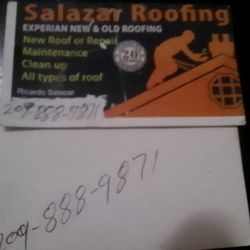 Salazar Roofing
EXPERIAN NEW & OLD ROOFING
New Roof or Repair
Maintenance
Clean up
All types of roof
20
Ricardo Salazar
209-888-9871
209-888-9871